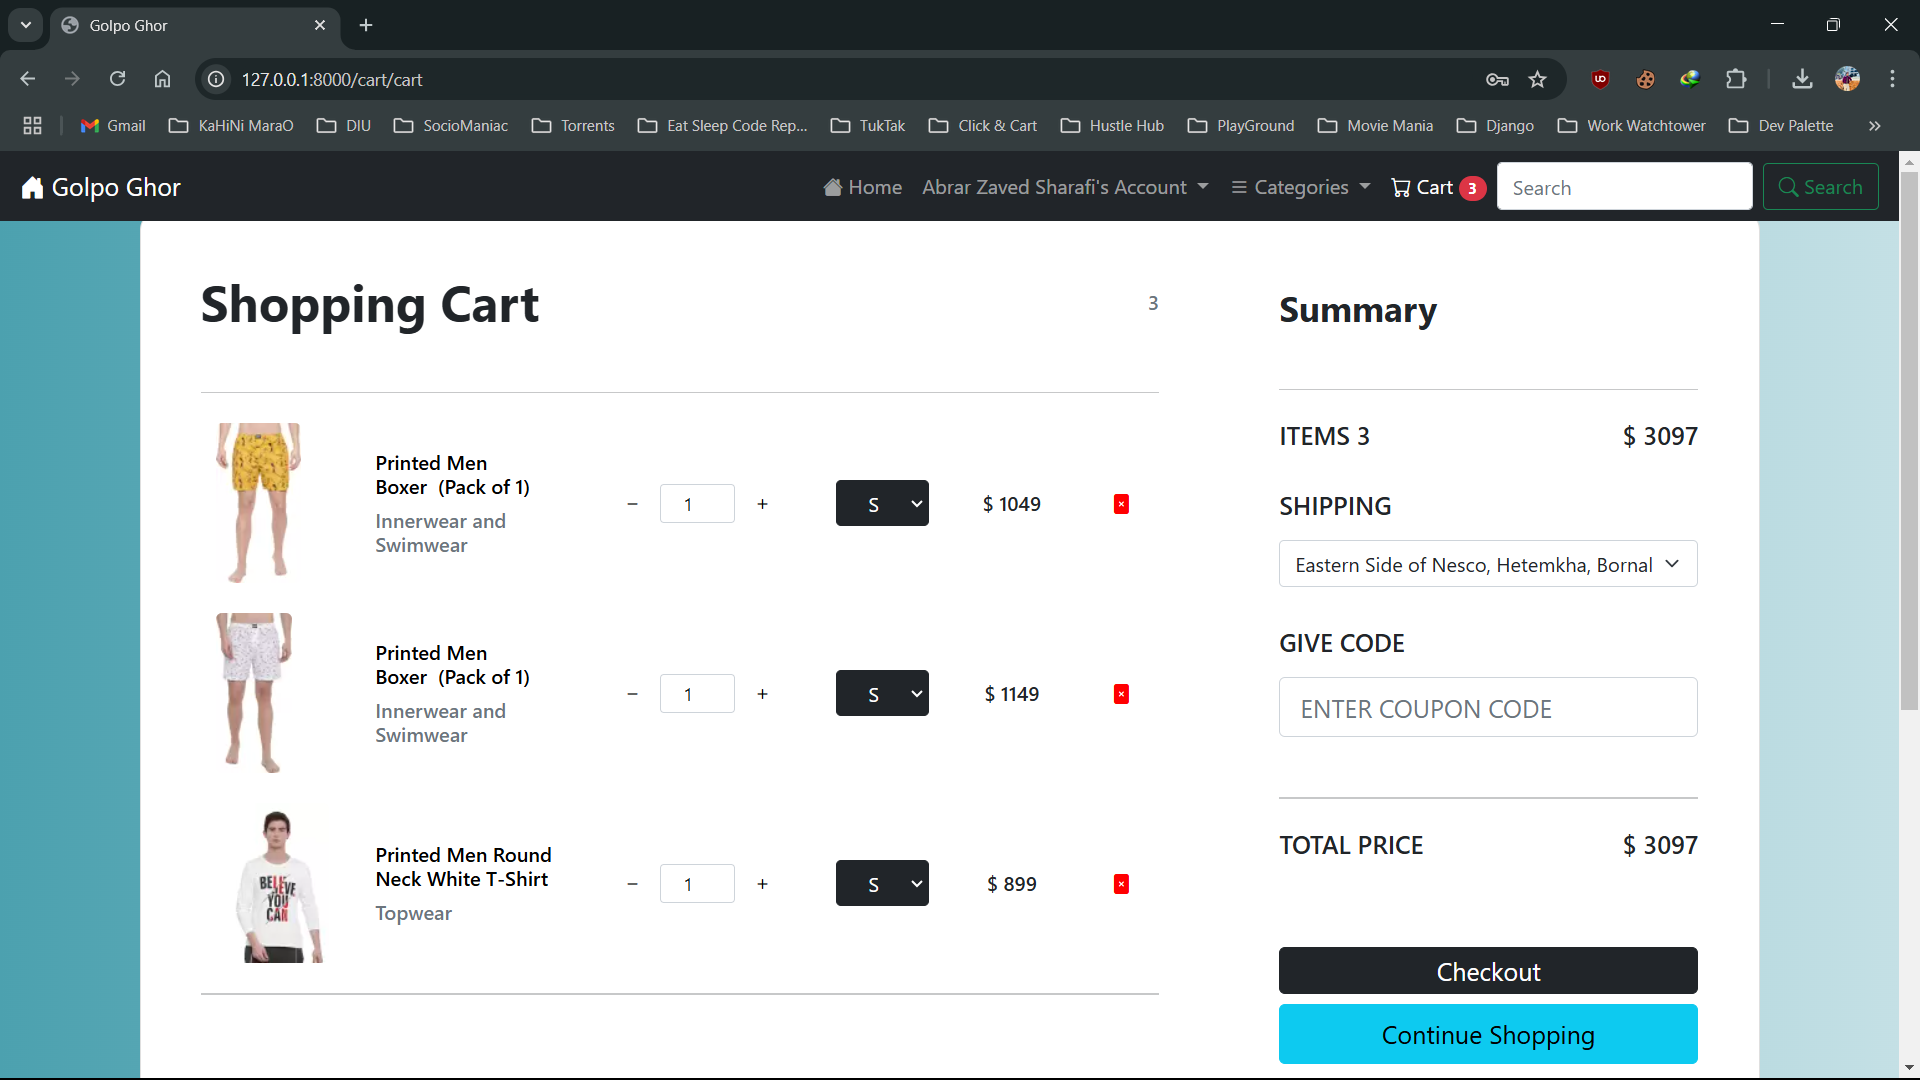 Golpo Ghor
127.0.0.1:8000/cart/cart
Gmail KaHiNi MaraO DIU SocioManiac Torrents Eat Sleep Code Rep... TukTak Click & Cart Hustle Hub PlayGround Movie Mania Django Work Watchtower Dev Palette »
Golpo Ghor Home Abrar Zaved Sharafi's Account Categories Cart 3 Search Search
Shopping Cart 3
Printed Men
Boxer (Pack of 1)
Innerwear and
Swimwear
− 1 + S $ 1049 ×
Printed Men
Boxer (Pack of 1)
Innerwear and
Swimwear
− 1 + S $ 1149 ×
BELIEVE
YOU
CAN
Printed Men Round
Neck White T-Shirt
Topwear
− 1 + S $ 899 ×
Summary
ITEMS 3 $ 3097
SHIPPING
Eastern Side of Nesco, Hetemkha, Bornal
GIVE CODE
ENTER COUPON CODE
TOTAL PRICE $ 3097
Checkout
Continue Shopping